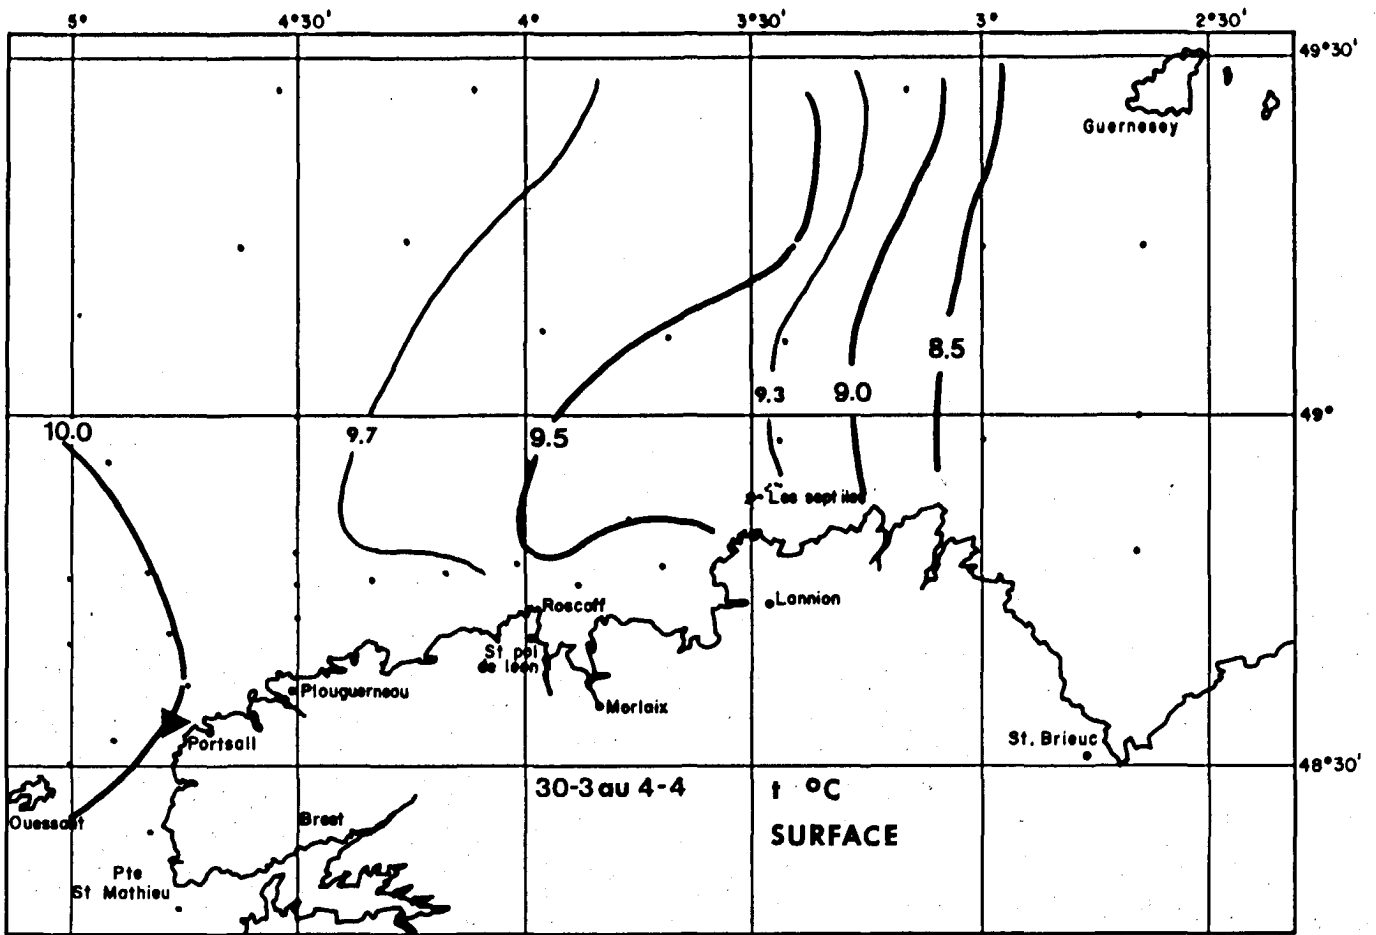 5° 4°30' 4° 3°30' 3° 2°30'
49°30'
Guernesey
8.5
9.3 9.0
49°
10.0 9.7 9.5
Les sept iles
Roscoff Lannion
St pol
de leon
Plouguerneau
Morlaix
Portsall St. Brieuc
48°30'
30-3 au 4-4 t °C
Ouessant Brest SURFACE
Pte
St Mathieu